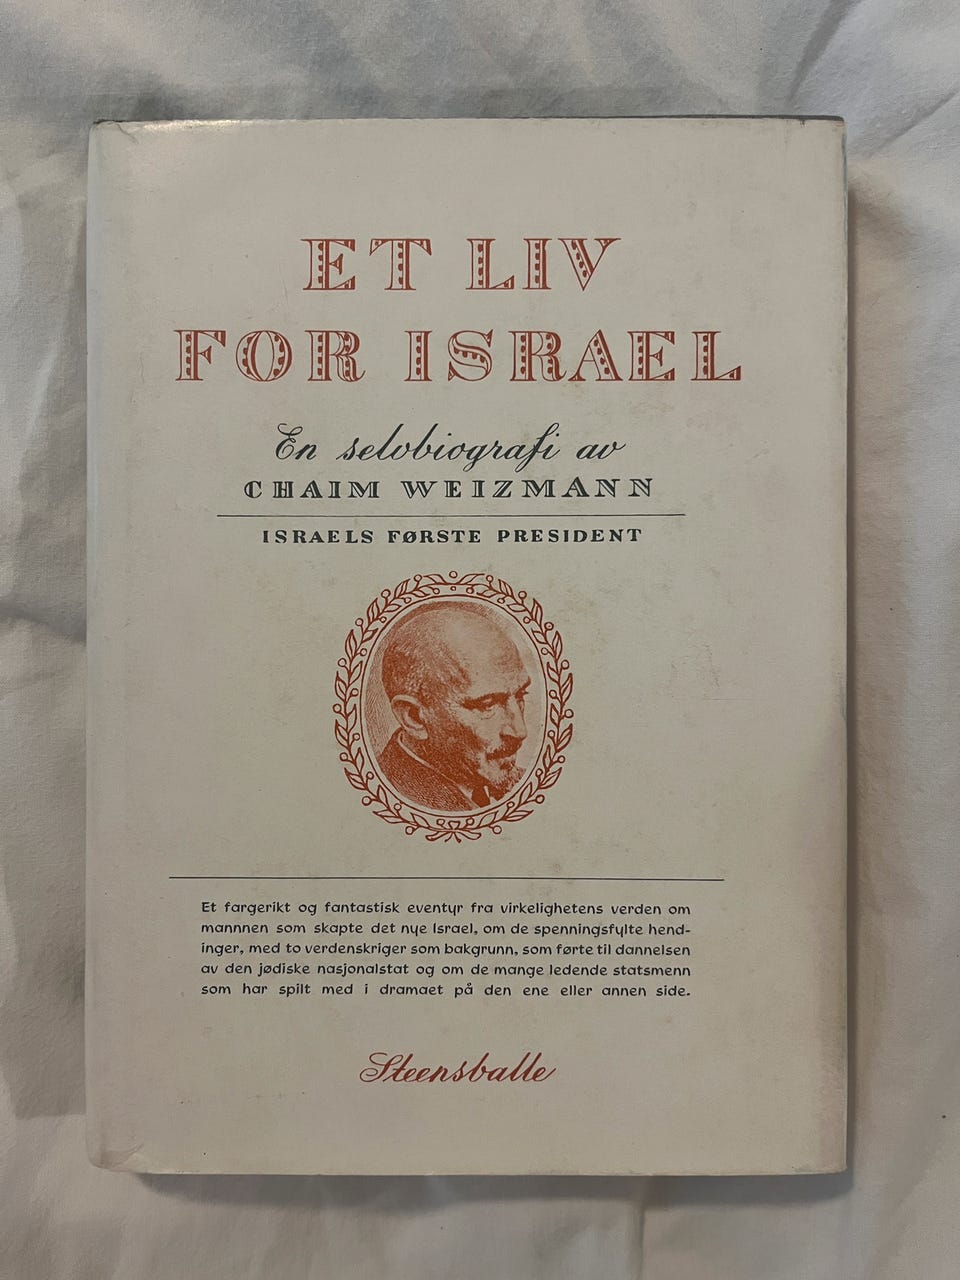 ET LIV
FOR ISRAEL
En selvbiografi av
CHAIM WEIZMANN
ISRAELS FØRSTE PRESIDENT
Et fargerikt og fantastisk eventyr fra virkelighetens verden om
mannnen som skapte det nye Israel, om de spenningsfylte hend-
inger, med to verdenskriger som bakgrunn, som førte til dannelsen
av den jødiske nasjonalstat og om de mange ledende statsmenn
som har spilt med i dramaet på den ene eller annen side.
Steensballe